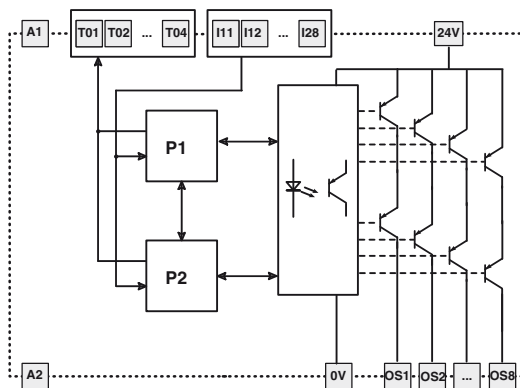 A1 T01 T02 ... T04 I11 I12 ... I28 24V
P1
P2
A2 0V OS1 OS2 ... OS8